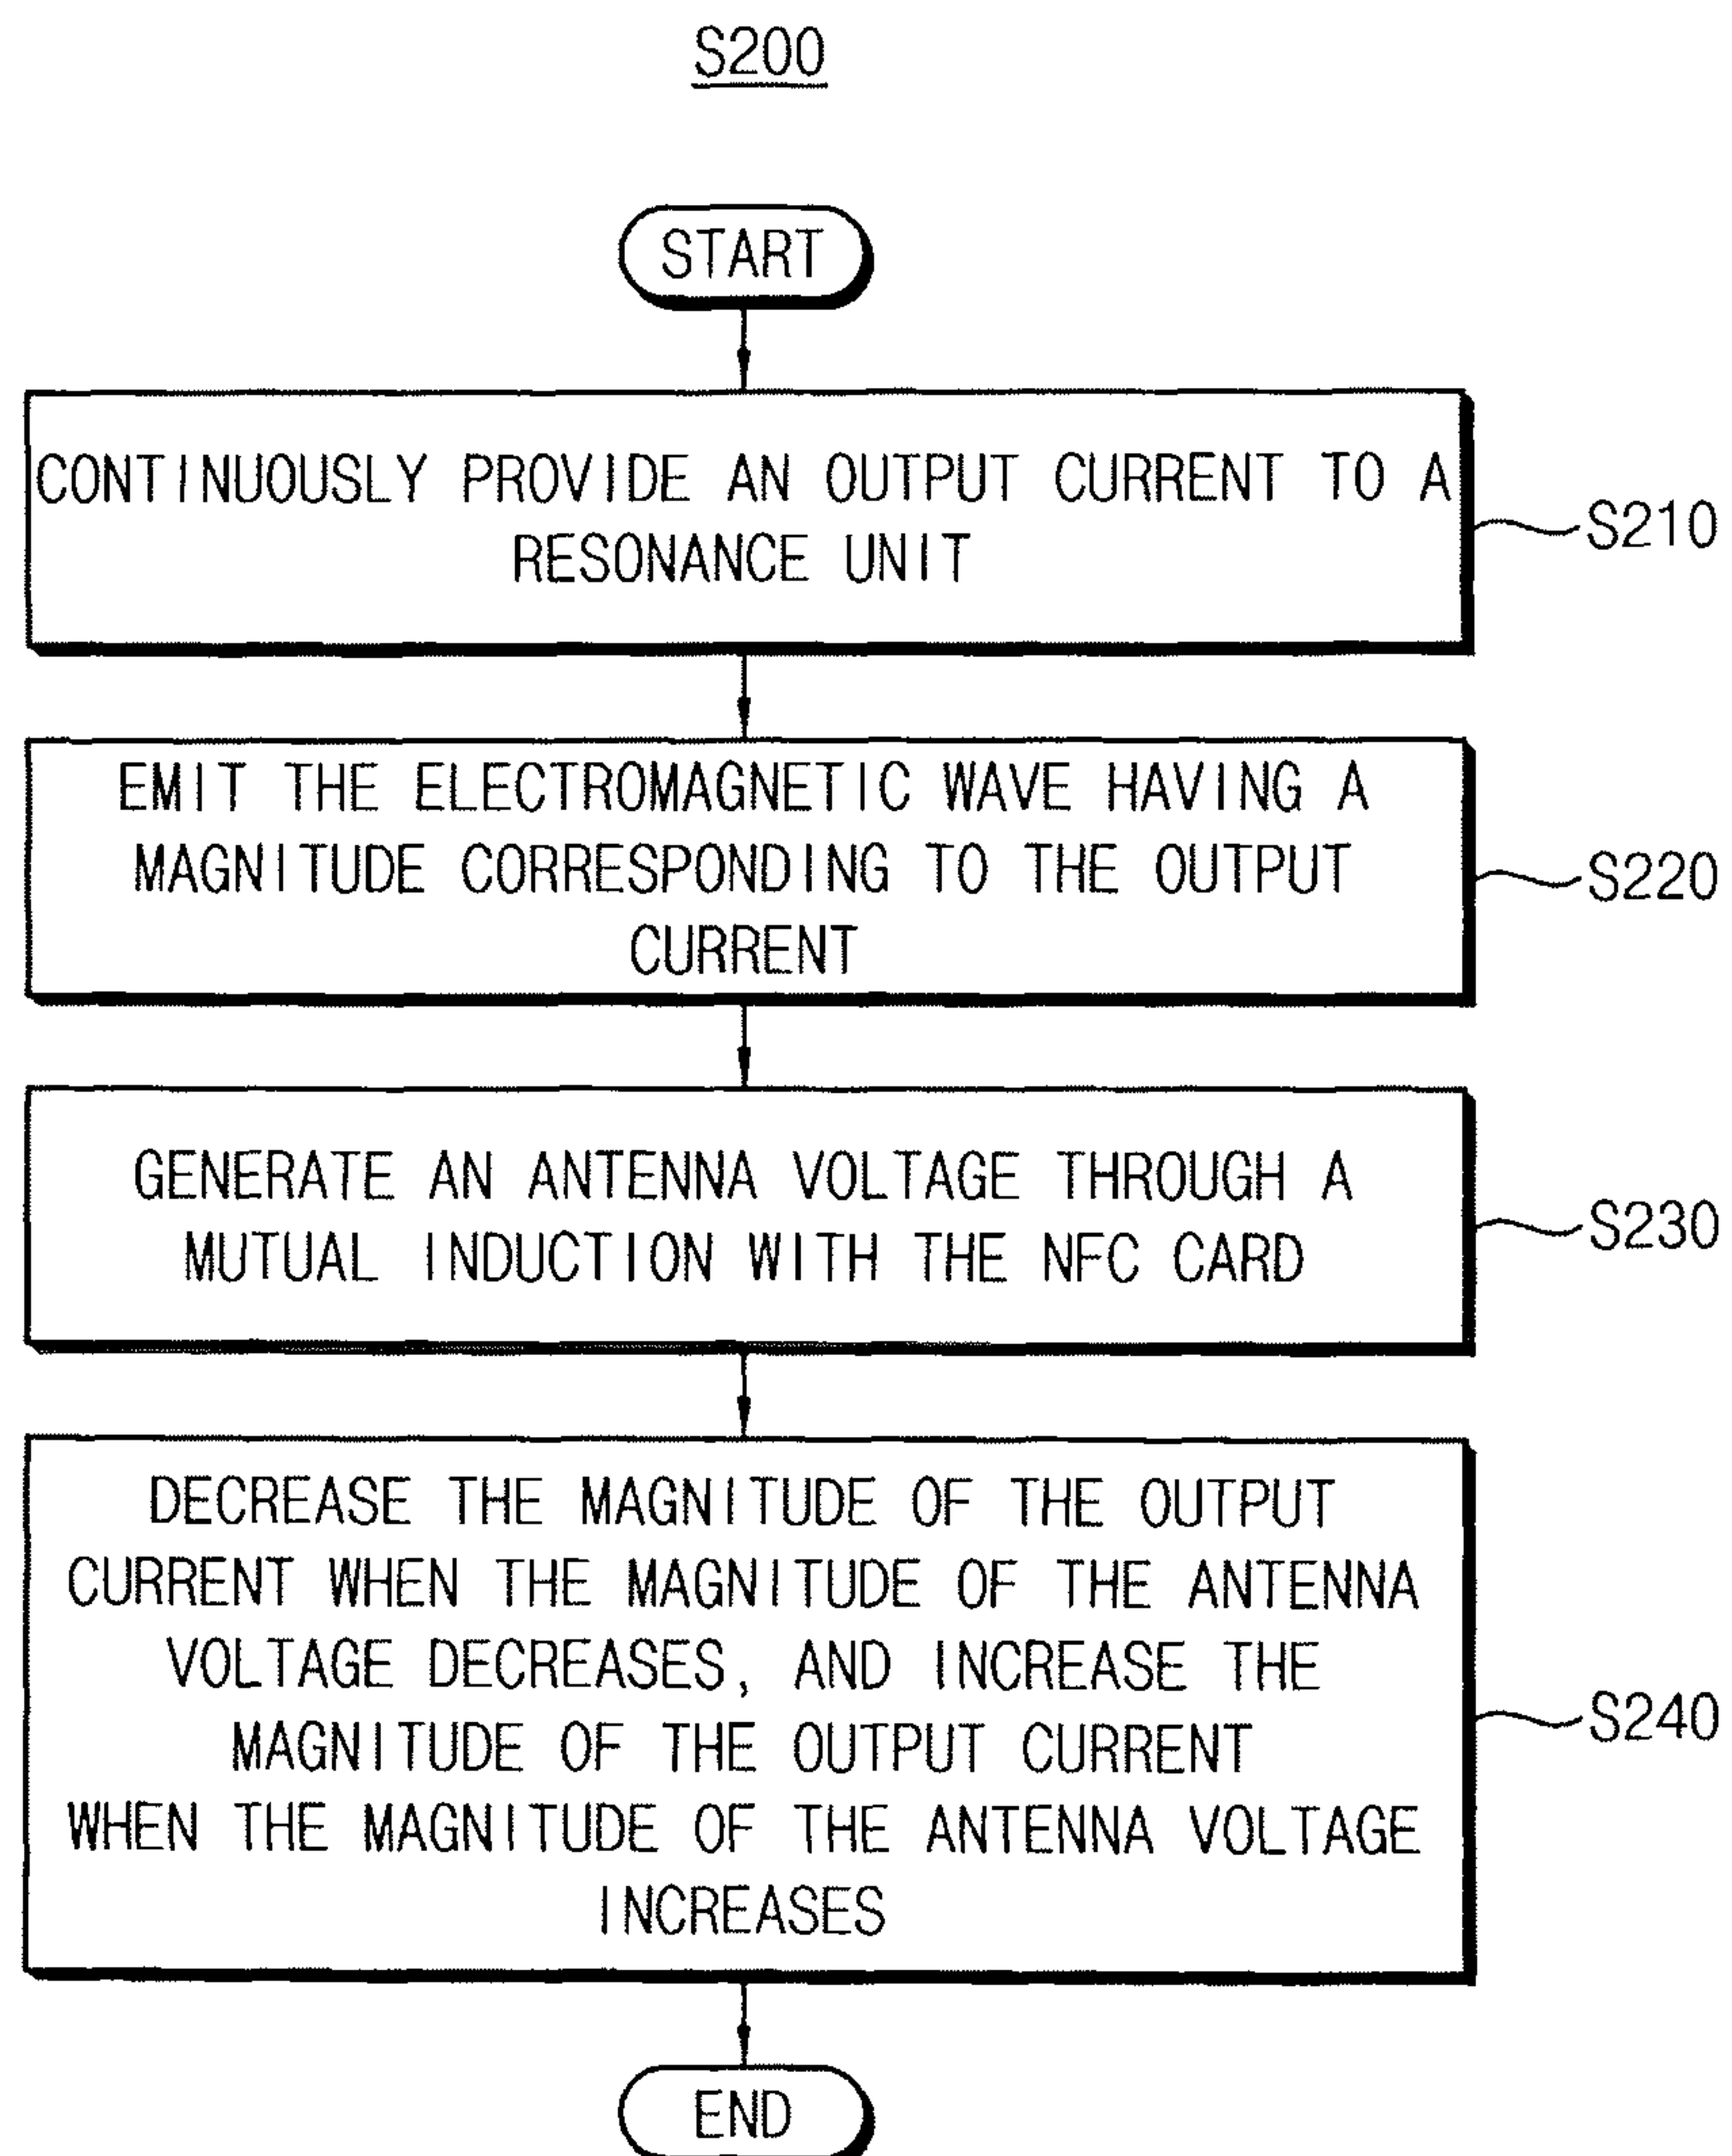 S200
START
CONTINUOUSLY PROVIDE AN OUTPUT CURRENT TO A
RESONANCE UNIT
S210
EMIT THE ELECTROMAGNETIC WAVE HAVING A
MAGNITUDE CORRESPONDING TO THE OUTPUT
CURRENT
S220
GENERATE AN ANTENNA VOLTAGE THROUGH A
MUTUAL INDUCTION WITH THE NFC CARD
S230
DECREASE THE MAGNITUDE OF THE OUTPUT
CURRENT WHEN THE MAGNITUDE OF THE ANTENNA
VOLTAGE DECREASES, AND INCREASE THE
MAGNITUDE OF THE OUTPUT CURRENT
WHEN THE MAGNITUDE OF THE ANTENNA VOLTAGE
INCREASES
S240
END